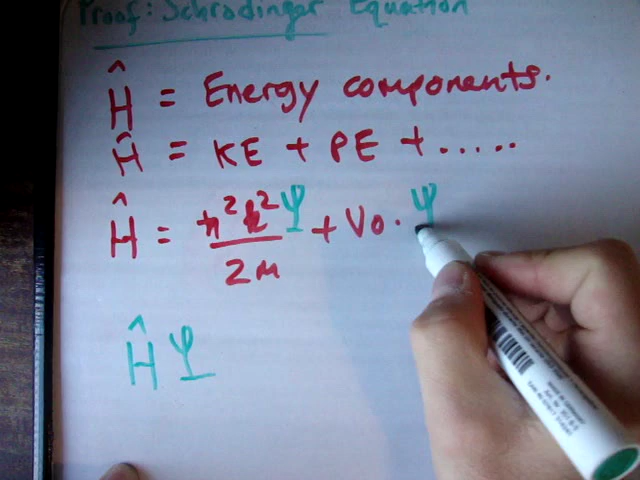 Proof: Schrodinger Equation
Ĥ = Energy components.
Ĥ = KE + PE + .....
Ĥ = ħ²k²Ψ/2m + V₀·Ψ
ĤΨ